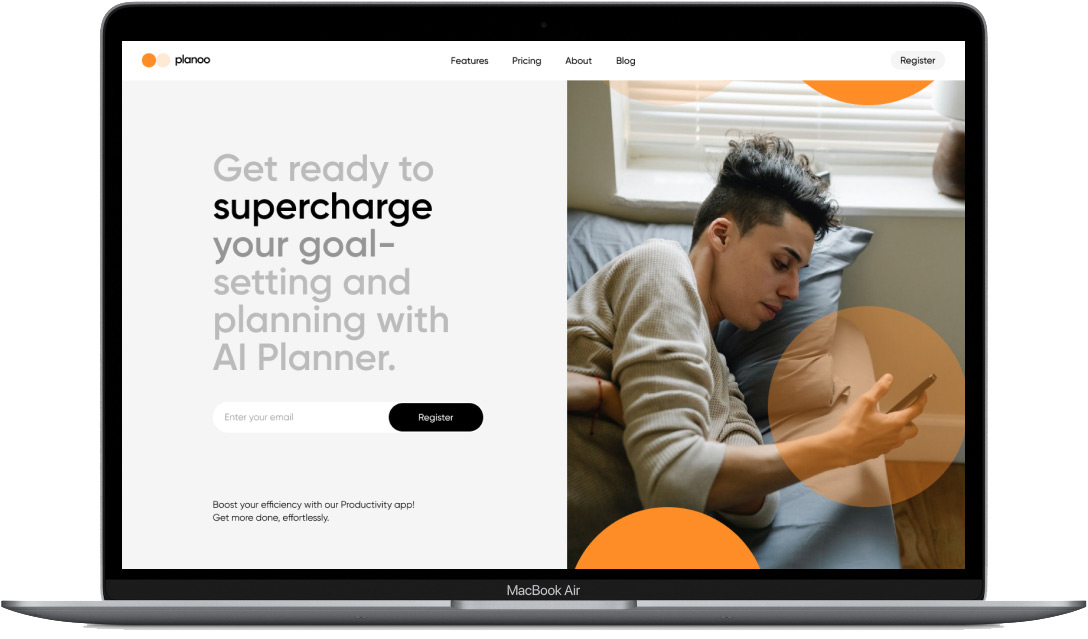 planoo
Features Pricing About Blog
Register
Get ready to
supercharge
your goal-
setting and
planning with
AI Planner.
Enter your email Register
Boost your efficiency with our Productivity app!
Get more done, effortlessly.
MacBook Air